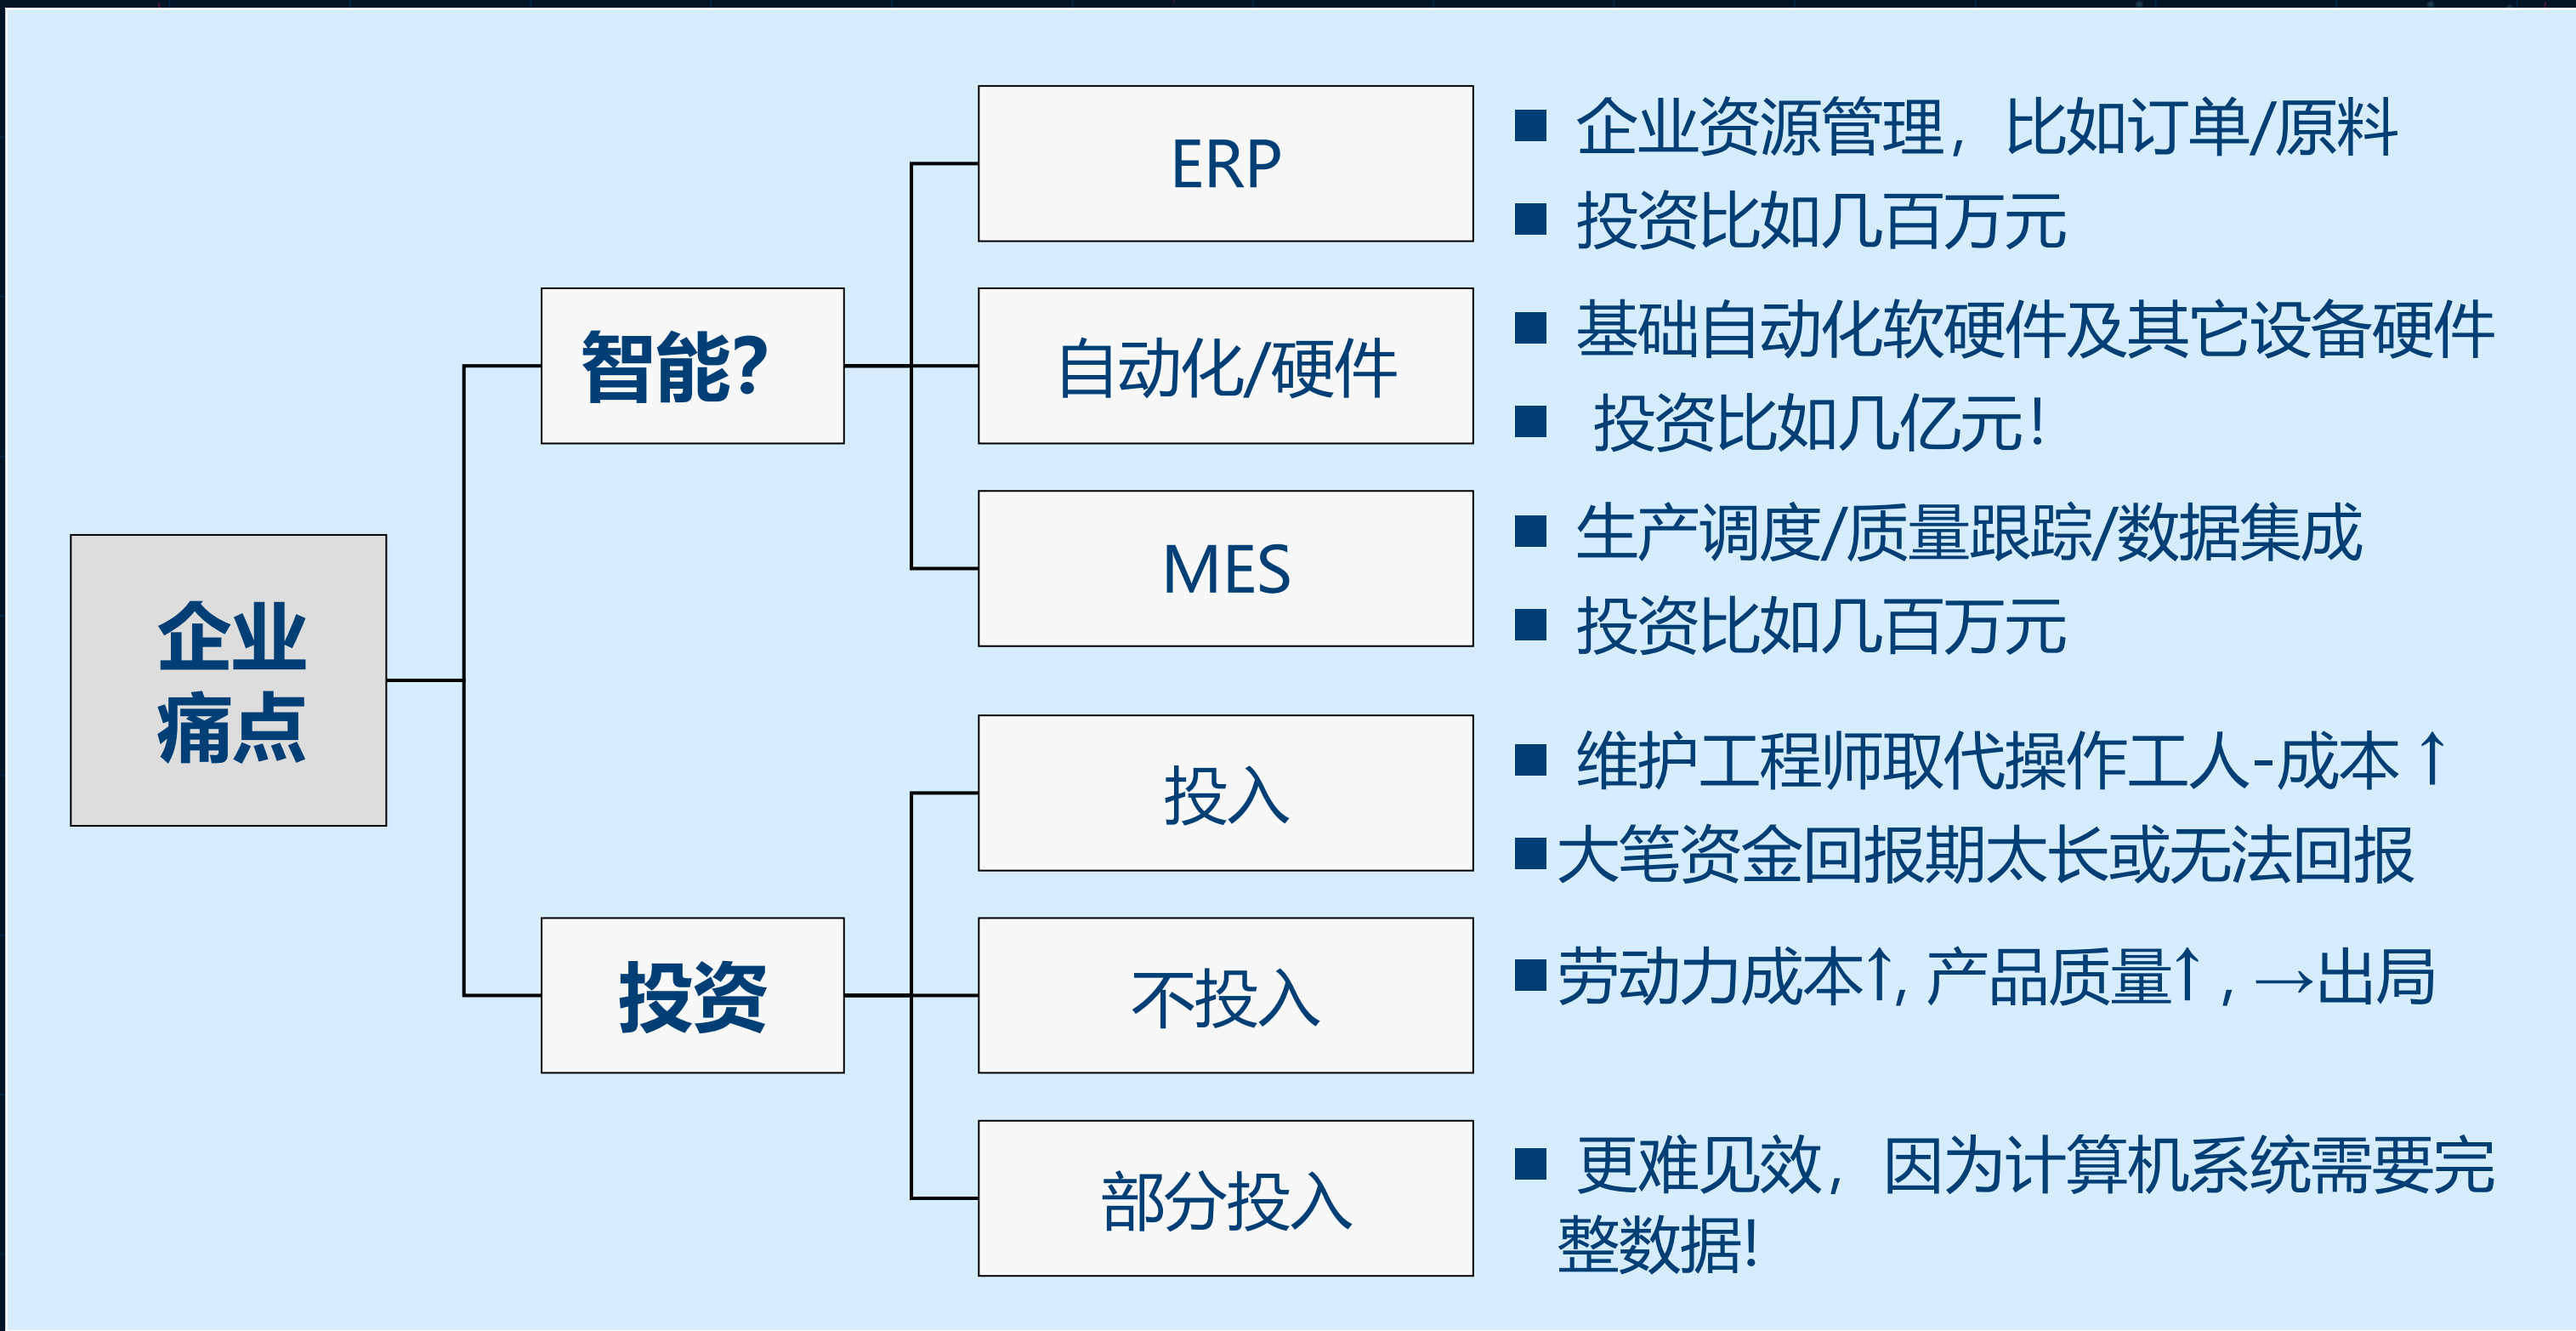 企业
痛点
智能?
投资
ERP
■ 企业资源管理，比如订单/原料
■ 投资比如几百万元
自动化/硬件
■ 基础自动化软硬件及其它设备硬件
■ 投资比如几亿元!
MES
■ 生产调度/质量跟踪/数据集成
■ 投资比如几百万元
投入
■ 维护工程师取代操作工人-成本↑
■ 大笔资金回报期太长或无法回报
不投入
■ 劳动力成本↑, 产品质量↑, →出局
部分投入
■ 更难见效，因为计算机系统需要完
整数据!